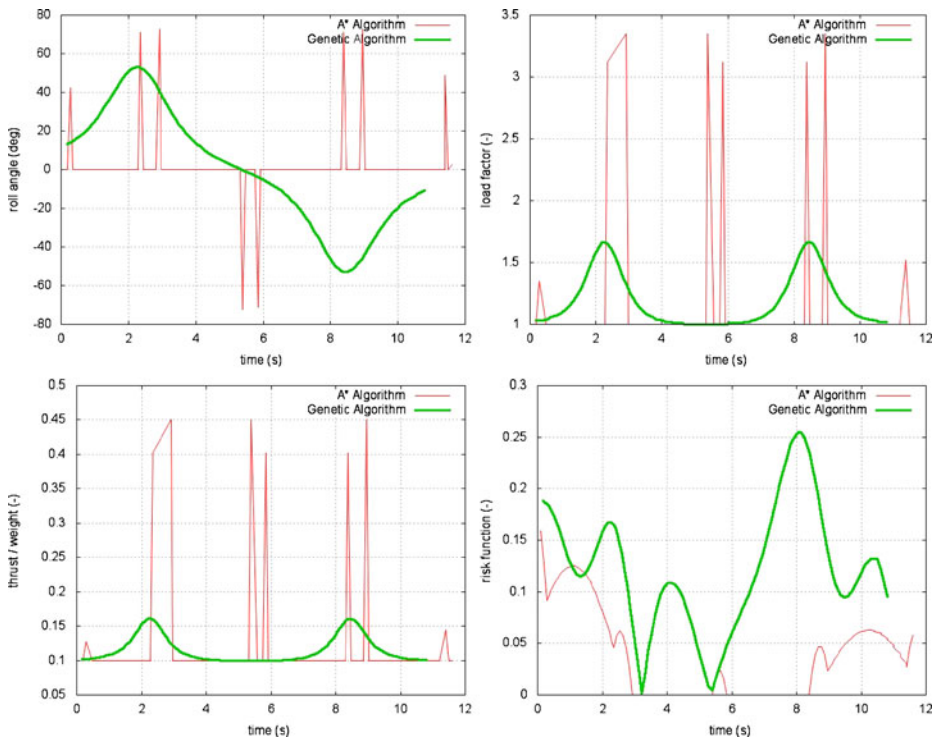 A* Algorithm
Genetic Algorithm
80
60
40
20
0
-20
-40
-60
-80
roll angle (deg)
0 2 4 6 8 10 12
time (s)
A* Algorithm
Genetic Algorithm
3.5
3
2.5
2
1.5
1
load factor (-)
0 2 4 6 8 10 12
time (s)
A* Algorithm
Genetic Algorithm
0.5
0.45
0.4
0.35
0.3
0.25
0.2
0.15
0.1
0.05
thrust / weight (-)
0 2 4 6 8 10 12
time (s)
A* Algorithm
Genetic Algorithm
0.3
0.25
0.2
0.15
0.1
0.05
0
risk function (-)
0 2 4 6 8 10 12
time (s)